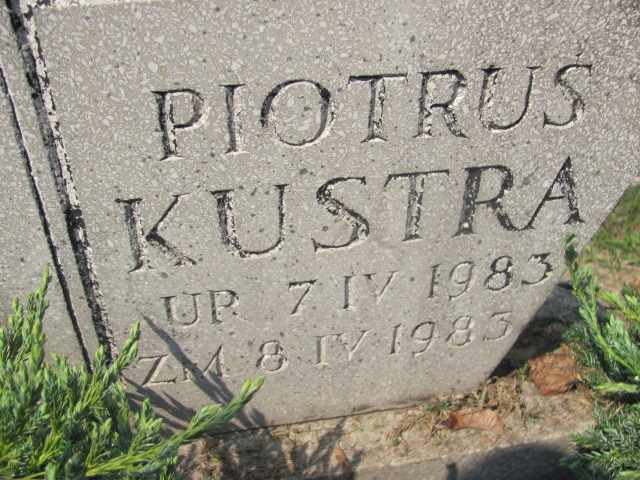 PIOTRUŚ
KUSTRA
UR 7 IV 1983
ZM 8 IV 1983